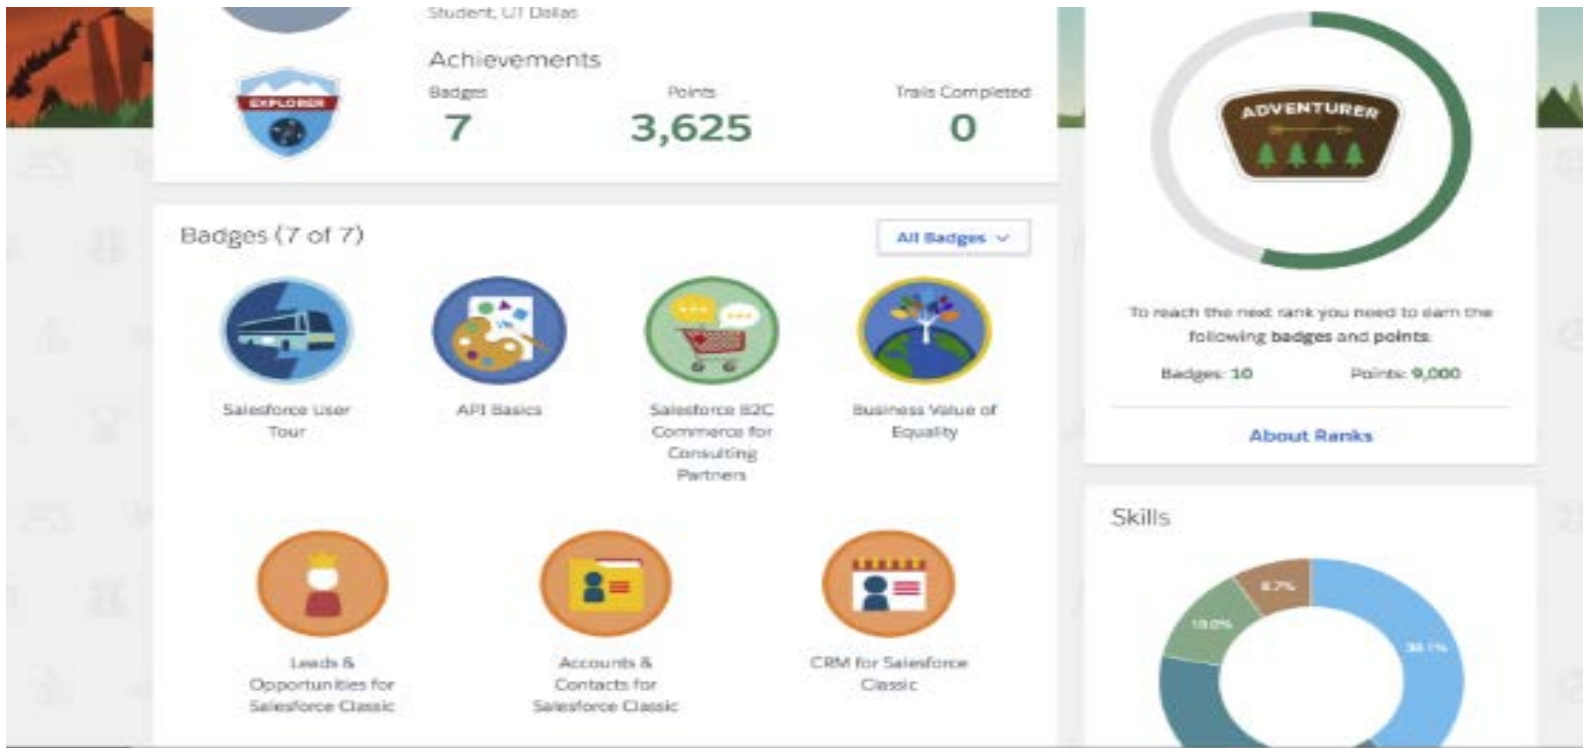 Student, UT Dallas
Achievements
Badges
Points
Trails Completed
EXPLORER
7
3,625
0
Badges (7 of 7)
All Badges
Salesforce User
Tour
API Basics
Salesforce B2C
Commerce for
Consulting
Partners
Business Value of
Equality
Leads &
Opportunities for
Salesforce Classic
Accounts &
Contacts for
Salesforce Classic
CRM for Salesforce
Classic
ADVENTURER
To reach the next rank you need to earn the
following badges and points:
Badges: 10
Points: 9,000
About Ranks
Skills